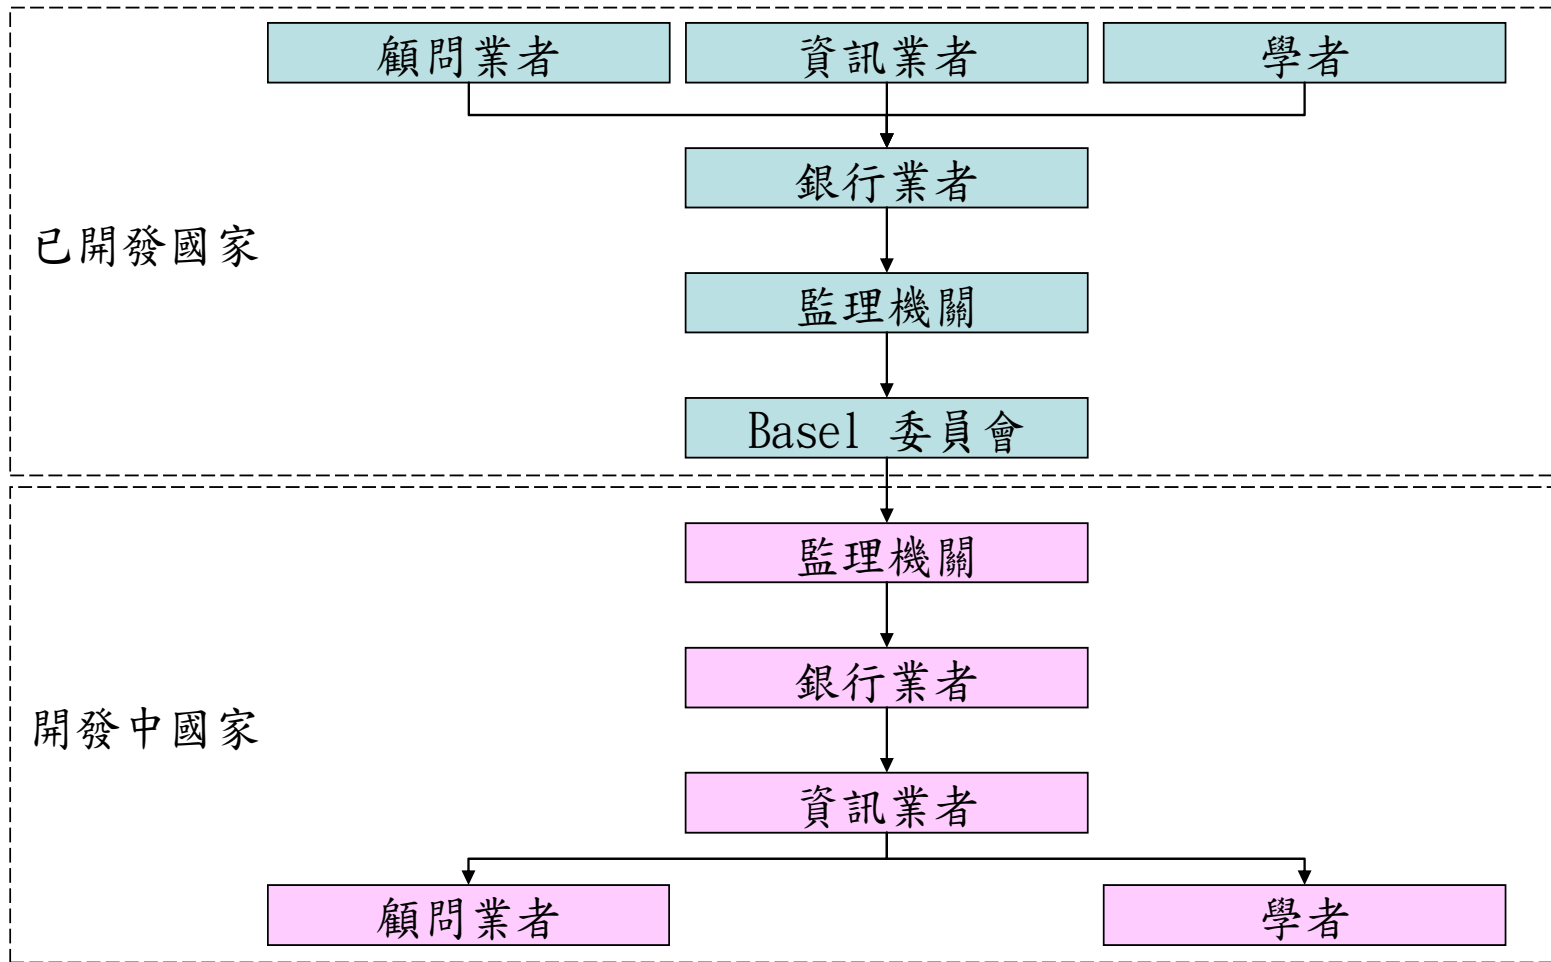 顧問業者
資訊業者
學者
銀行業者
已開發國家
監理機關
Basel 委員會
監理機關
銀行業者
開發中國家
資訊業者
顧問業者
學者